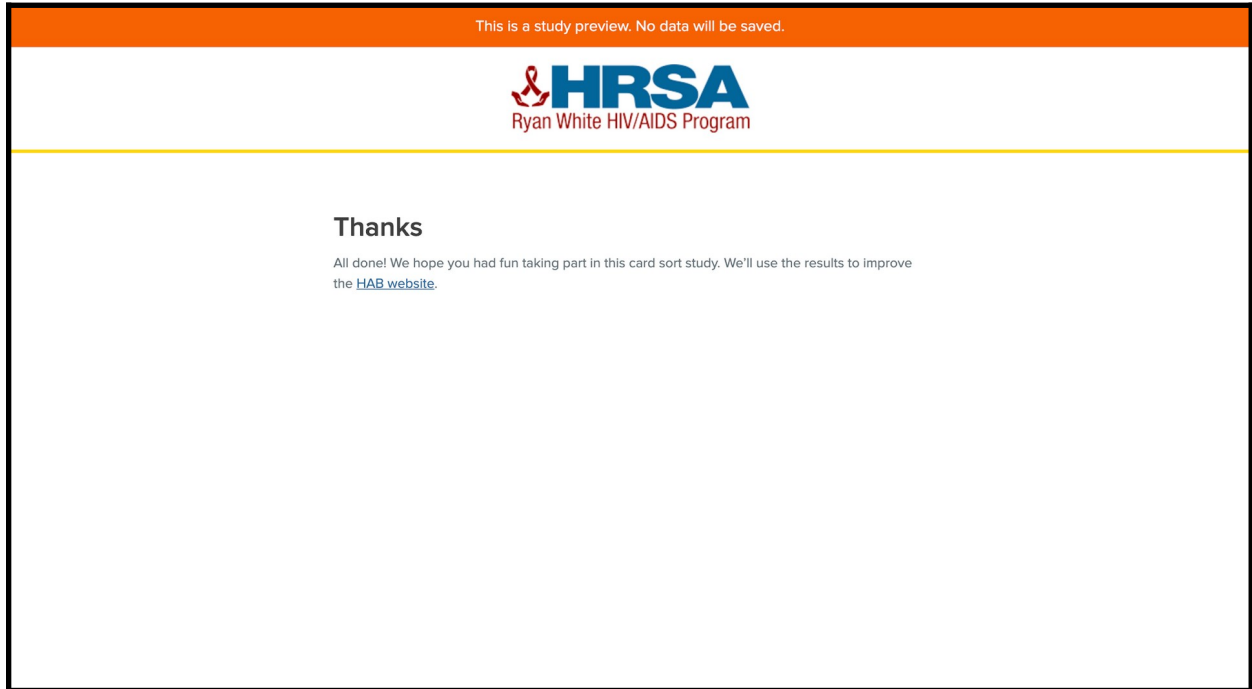 This is a study preview. No data will be saved.
HRSA
Ryan White HIV/AIDS Program
Thanks
All done! We hope you had fun taking part in this card sort study. We'll use the results to improve
the HAB website.